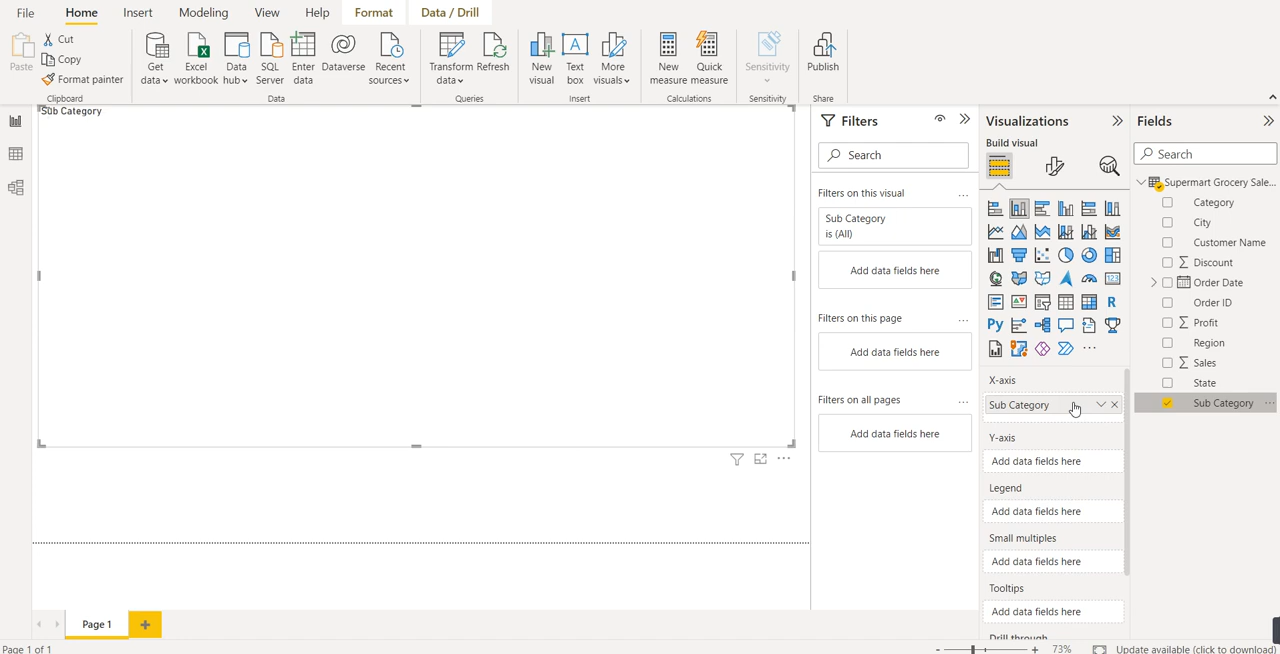 File Home Insert Modeling View Help Format Data / Drill
Paste Cut
Copy
Format painter
Get data
Excel workbook
Data hub
SQL Server
Enter data
Dataverse
Recent sources
Transform data
Refresh
New visual
Text box
More visuals
New measure
Quick measure
Sensitivity
Publish
Clipboard Data Queries Insert Calculations Sensitivity Share
Sub Category
Filters
Search
Filters on this visual ...
Sub Category
is (All)
Add data fields here
Filters on this page ...
Add data fields here
Filters on all pages ...
Add data fields here
Visualizations
Build visual
123
R
Py
...
X-axis
Sub Category
Y-axis
Add data fields here
Legend
Add data fields here
Small multiples
Add data fields here
Tooltips
Add data fields here
Drill through
Fields
Search
Supermart Grocery Sale...
Category
City
Customer Name
Σ Discount
Order Date
Order ID
Σ Profit
Region
Σ Sales
State
Sub Category ...
Page 1 +
Page 1 of 1
- + 73% Update available (click to download)